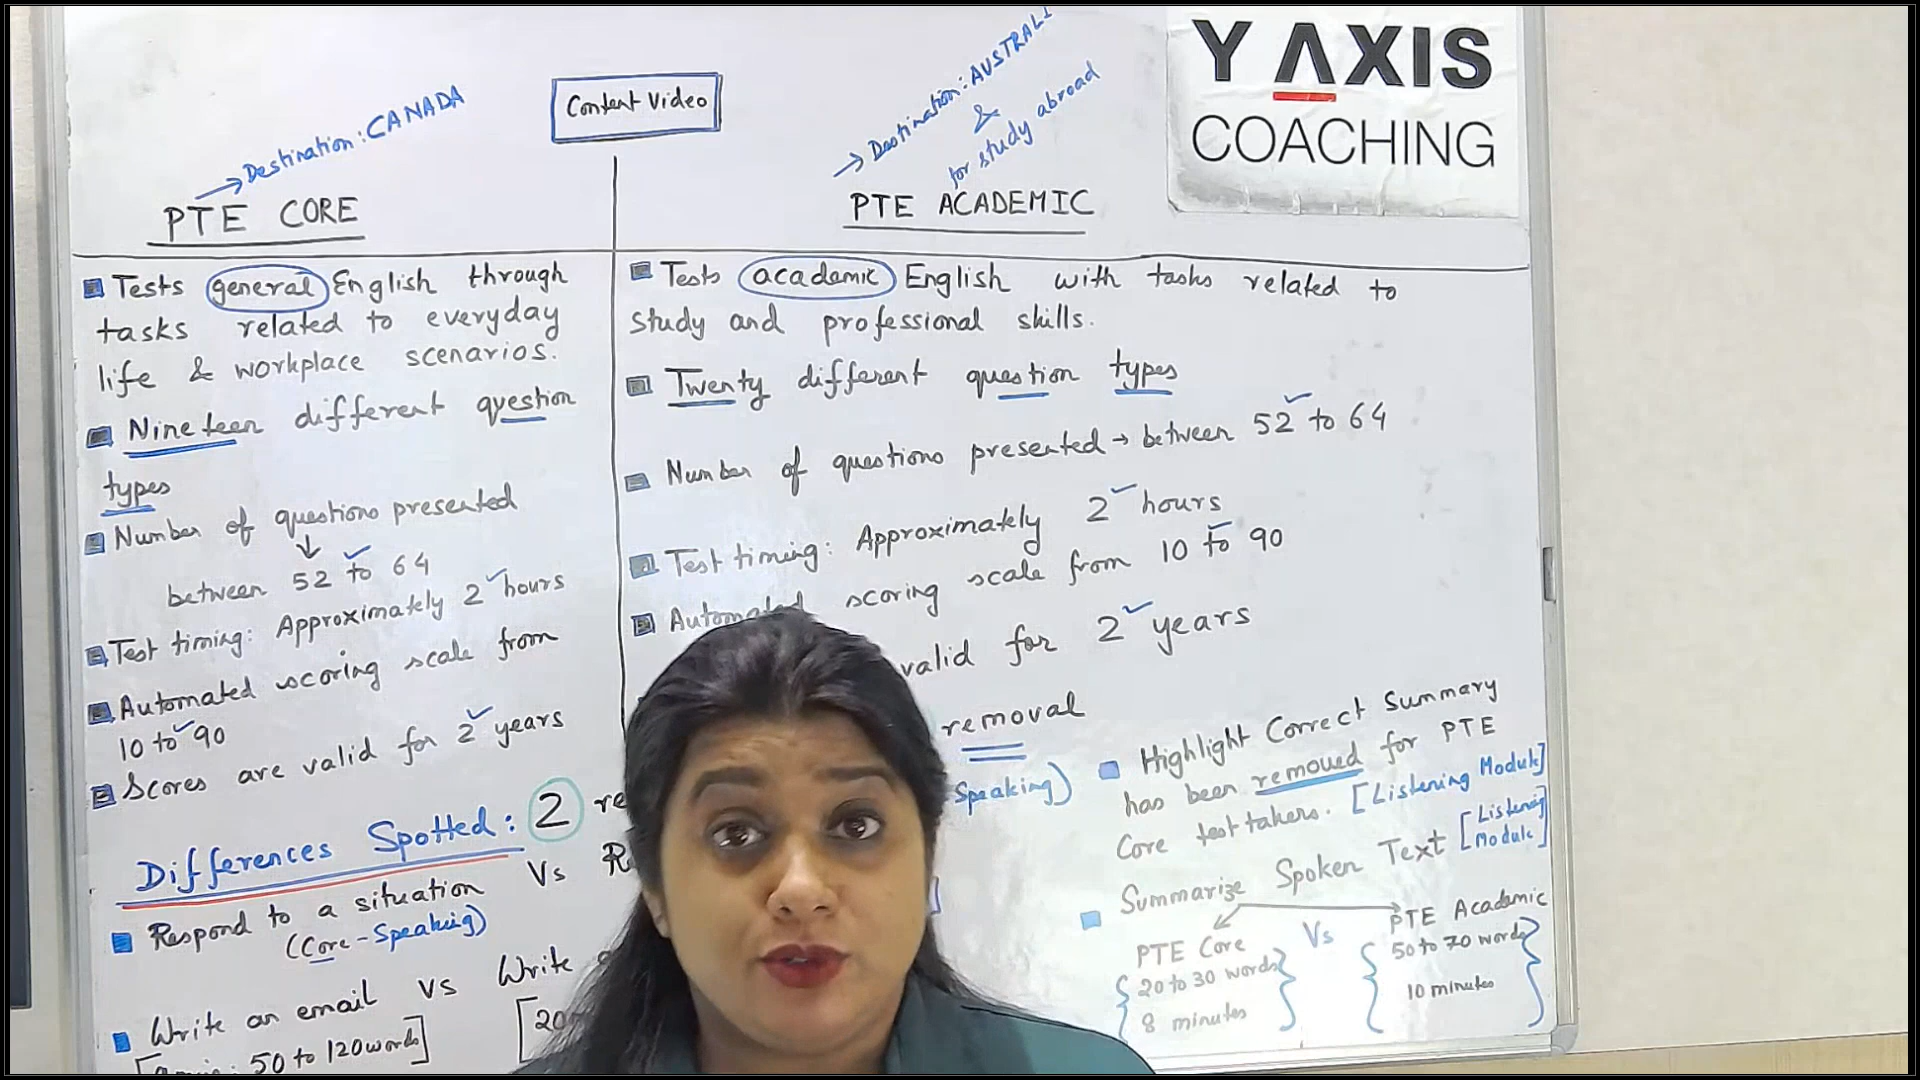 Content Video
Y AXIS
COACHING
→ Destination: CANADA
PTE CORE
Tests general English through
tasks related to everyday
life & workplace scenarios.
Nineteen different question
types
Number of questions presented
↓
between 52 to 64
Test timing: Approximately 2 hours
Automated scoring scale from
10 to 90
Scores are valid for 2 years
→ Destination: AUSTRALI
&
for study abroad
PTE ACADEMIC
Tests academic English with tasks related to
study and professional skills.
Twenty different question types
Number of questions presented → between 52 to 64
Test timing: Approximately 2 hours
Automated scoring scale from 10 to 90
valid for 2 years
Differences Spotted: 2 re
removal
Respond to a situation Vs R
(Core-Speaking)
Speaking)
Write an email vs Write
50 to 120 words]
[20
Highlight Correct Summary
has been removed for PTE
Core test takers. [Listening Module]
Summarize Spoken Text [Listening
Module]
PTE Core
20 to 30 words
8 minutes
Vs
PTE Academic
50 to 70 words
10 minutes